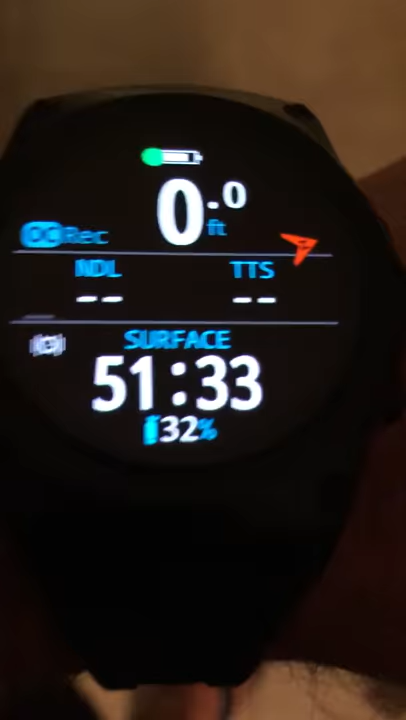 0.0
ft
OC Rec
NDL TTS
-- --
SURFACE
51:33
32%